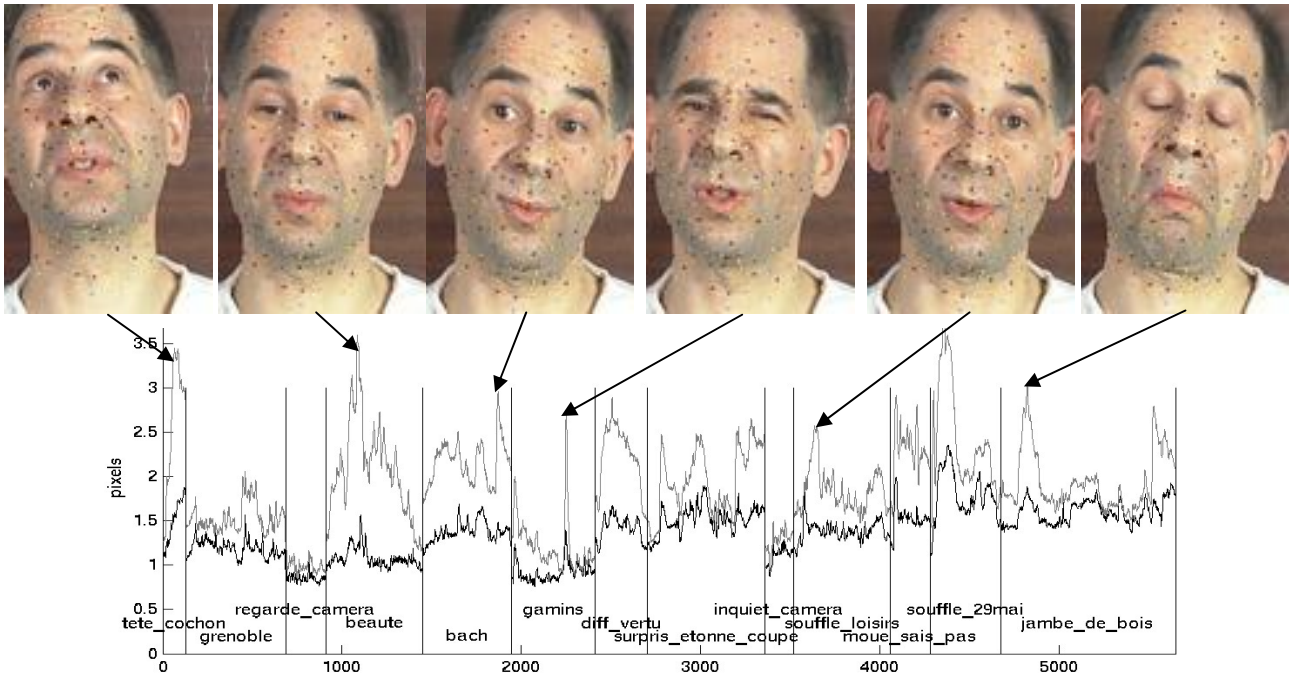 3.5
3
2.5
2
1.5
1
0.5
0
pixels
regarde_camera gamins inquiet_camera souffle_29mai
tete_cochon beaute diff_vertu souffle_loisirs jambe_de_bois
grenoble bach surpris_etonne_coupe moue_sais_pas
0 1000 2000 3000 4000 5000